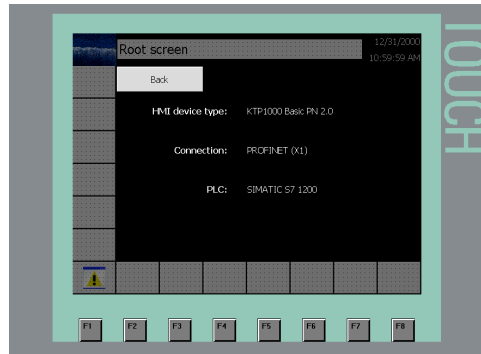 Root screen
12/31/2000
10:59:59 AM
Back
HMI device type: KTP1000 Basic PN 2.0
Connection: PROFINET (X1)
PLC: SIMATIC S7 1200
TOUCH
F1 F2 F3 F4 F5 F6 F7 F8